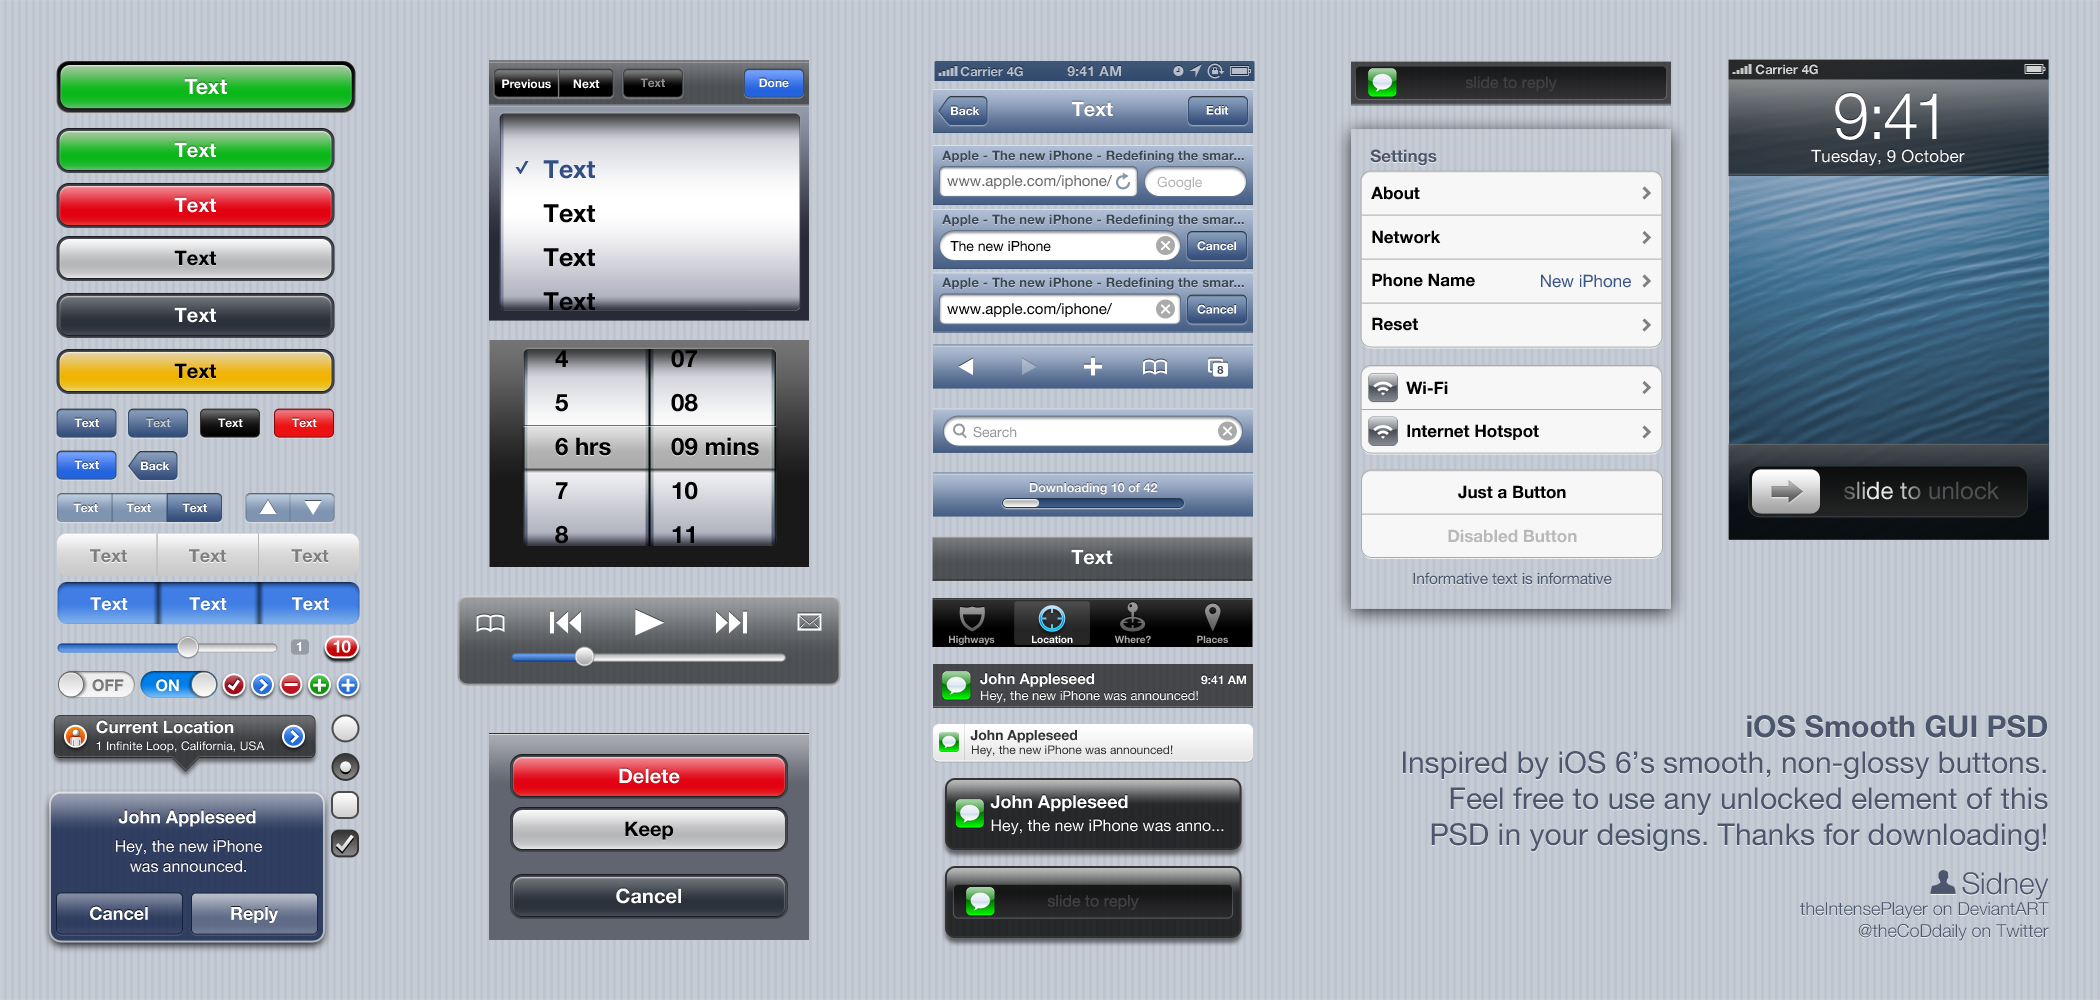 Text
Text
Text
Text
Text
Text
Text Text Text Text
Text Back
Text Text Text
Text Text Text
Text Text Text
1 10
OFF ON
Current Location
1 Infinite Loop, California, USA
John Appleseed
Hey, the new iPhone
was announced.
Cancel Reply
Previous Next Text Done
Text
Text
Text
Text
4 07
5 08
6 hrs 09 mins
7 10
8 11
Delete
Keep
Cancel
Carrier 4G 9:41 AM
Back Text Edit
Apple - The new iPhone - Redefining the smar...
www.apple.com/iphone/ Google
Apple - The new iPhone - Redefining the smar...
The new iPhone Cancel
Apple - The new iPhone - Redefining the smar...
www.apple.com/iphone/ Cancel
8
Search
Downloading 10 of 42
Text
Highways Location Where? Places
John Appleseed 9:41 AM
Hey, the new iPhone was announced!
John Appleseed
Hey, the new iPhone was announced!
John Appleseed
Hey, the new iPhone was anno...
slide to reply
slide to reply
Settings
About
Network
Phone Name New iPhone
Reset
Wi-Fi
Internet Hotspot
Just a Button
Disabled Button
Informative text is informative
Carrier 4G
9:41
Tuesday, 9 October
slide to unlock
iOS Smooth GUI PSD
Inspired by iOS 6's smooth, non-glossy buttons.
Feel free to use any unlocked element of this
PSD in your designs. Thanks for downloading!
Sidney
theIntensePlayer on DeviantART
@theCoDdaily on Twitter